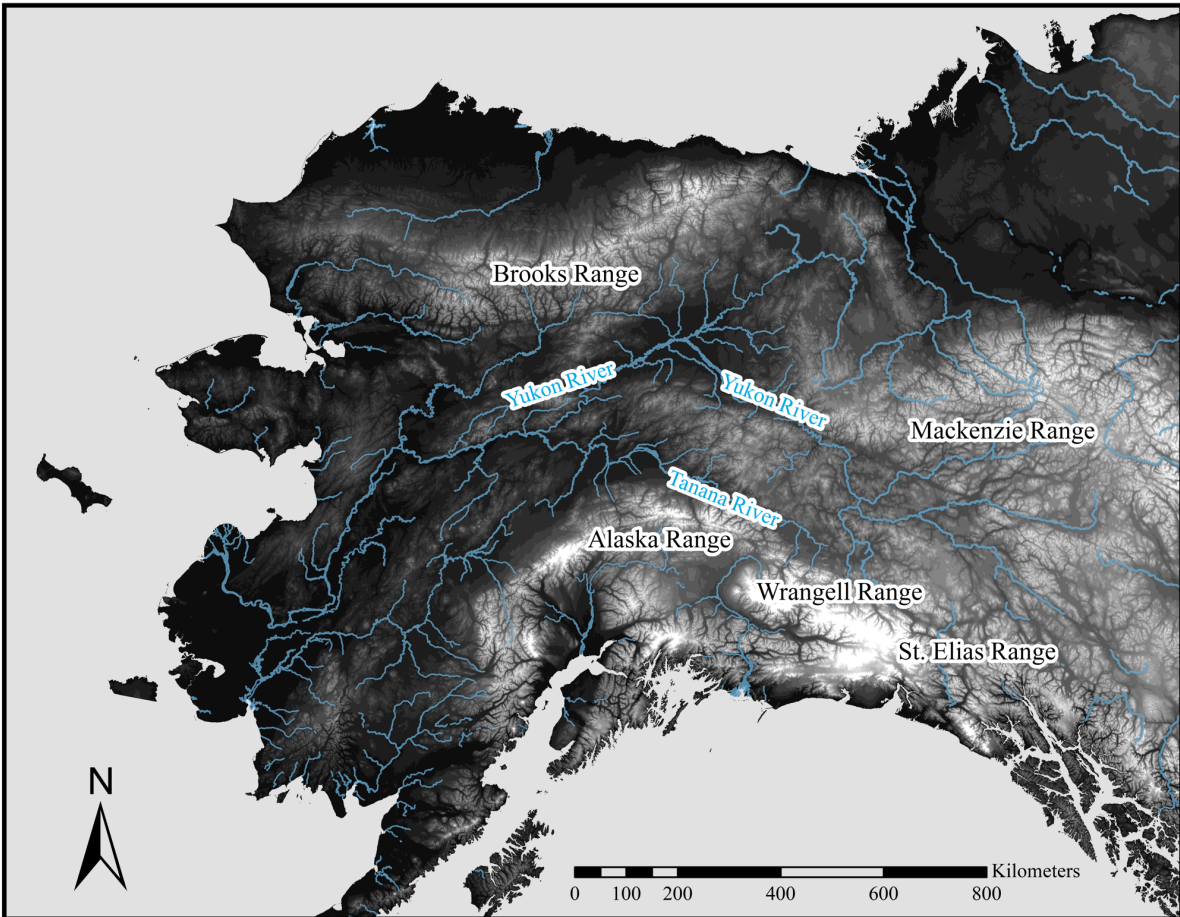 Brooks Range
Yukon River
Yukon River
Mackenzie Range
Tanana River
Alaska Range
Wrangell Range
St. Elias Range
N
Kilometers
0 100 200 400 600 800